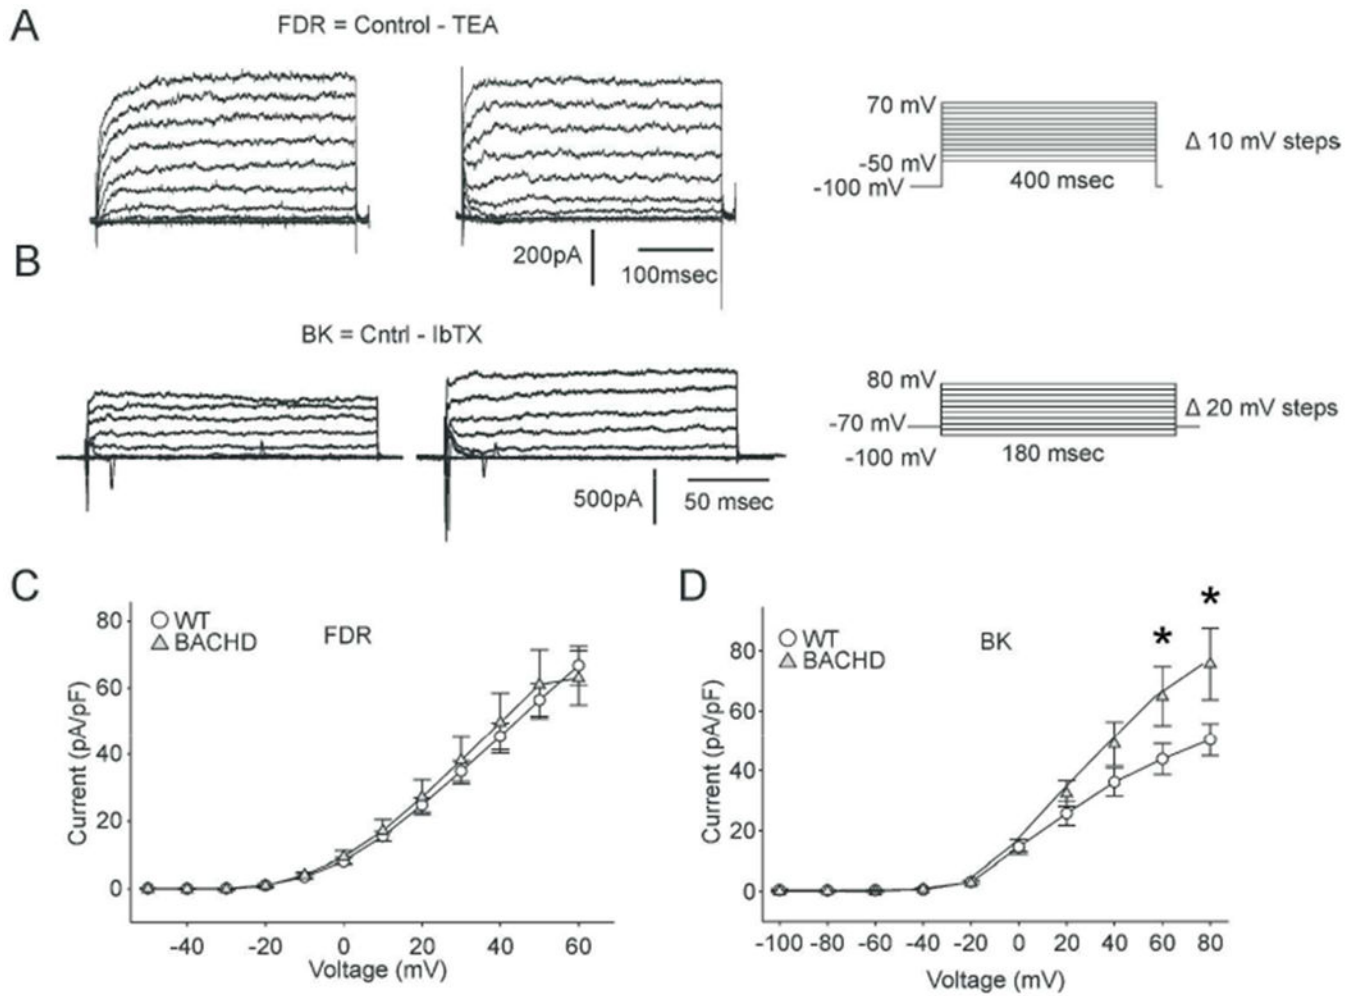 A
FDR = Control - TEA
70 mV
-50 mV
-100 mV
400 msec
Δ 10 mV steps
200pA
100msec
B
BK = Cntrl - IbTX
80 mV
-70 mV
-100 mV
180 msec
Δ 20 mV steps
500pA
50 msec
C
WT
BACHD
FDR
Current (pA/pF)
80
60
40
20
0
-40 -20 0 20 40 60
Voltage (mV)
D
WT
BACHD
BK
*
*
Current (pA/pF)
80
60
40
20
0
-100 -80 -60 -40 -20 0 20 40 60 80
Voltage (mV)